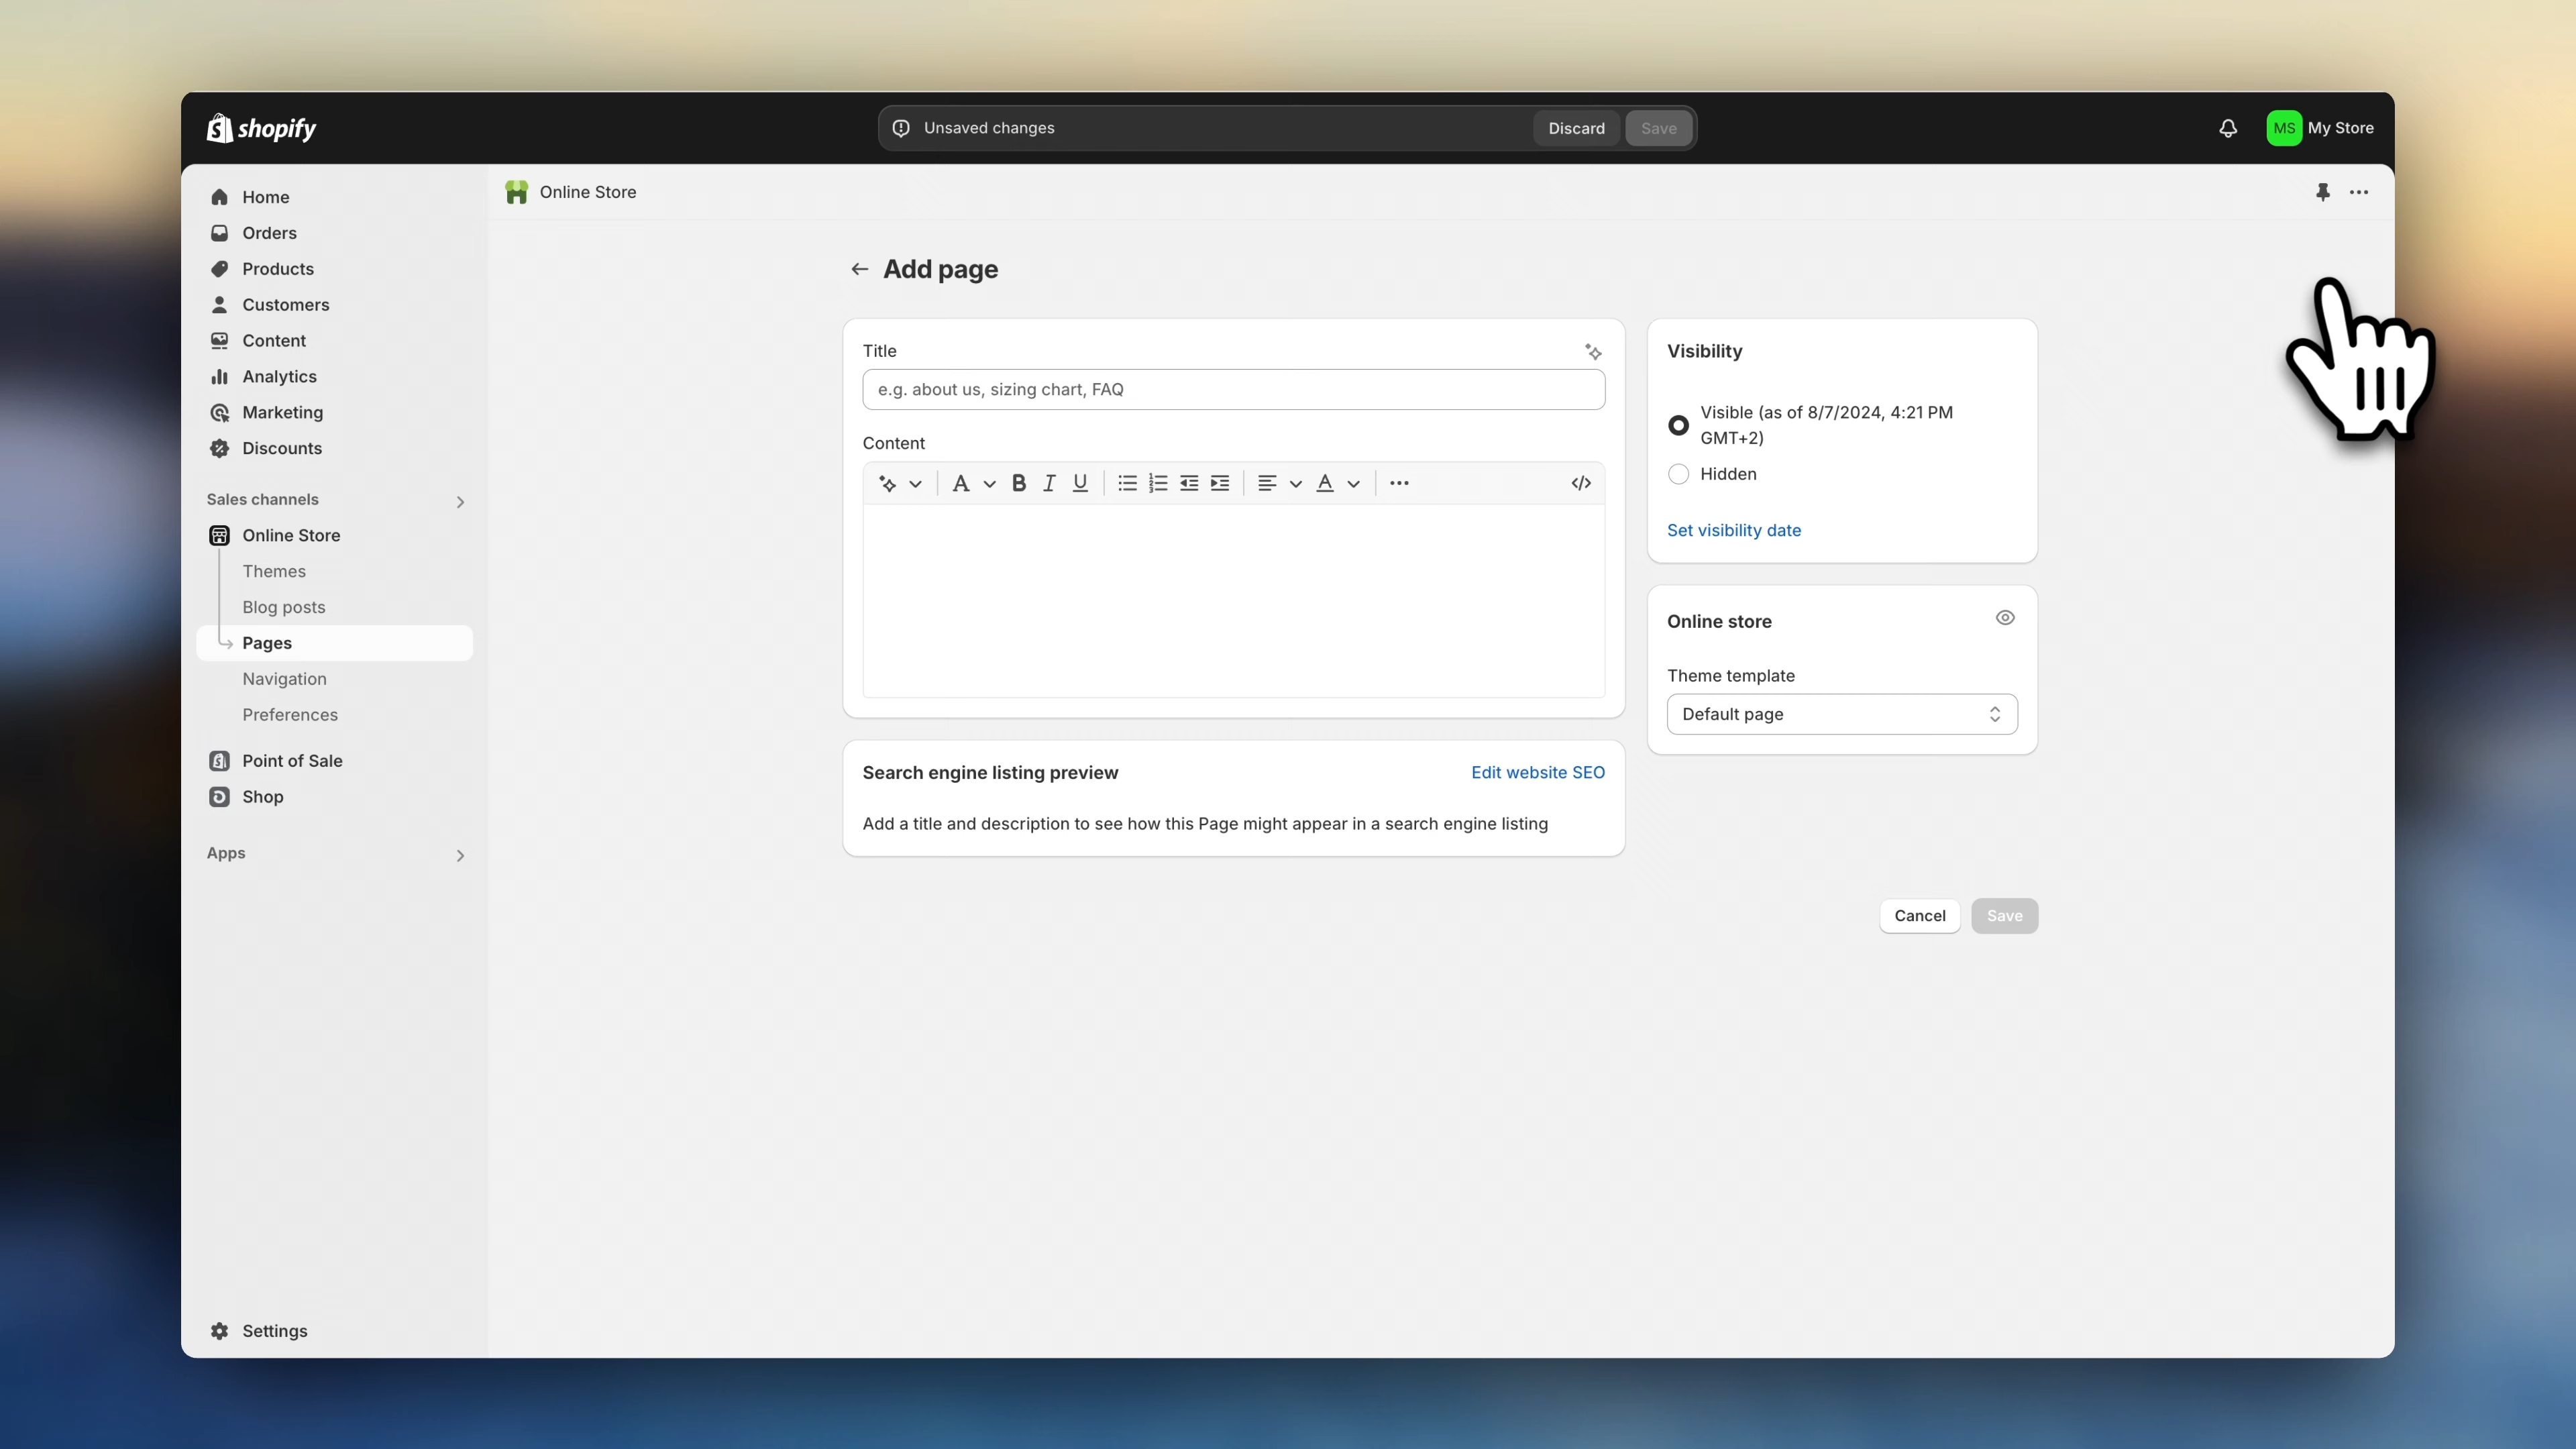 shopify
Unsaved changes
Discard
Save
MS
My Store
Home
Orders
Products
Customers
Content
Analytics
Marketing
Discounts
Sales channels
Online Store
Themes
Blog posts
Pages
Navigation
Preferences
Point of Sale
Shop
Apps
Settings
Online Store
Add page
Title
e.g. about us, sizing chart, FAQ
Content
Search engine listing preview
Edit website SEO
Add a title and description to see how this Page might appear in a search engine listing
Visibility
Visible (as of 8/7/2024, 4:21 PM
GMT+2)
Hidden
Set visibility date
Online store
Theme template
Default page
Cancel
Save